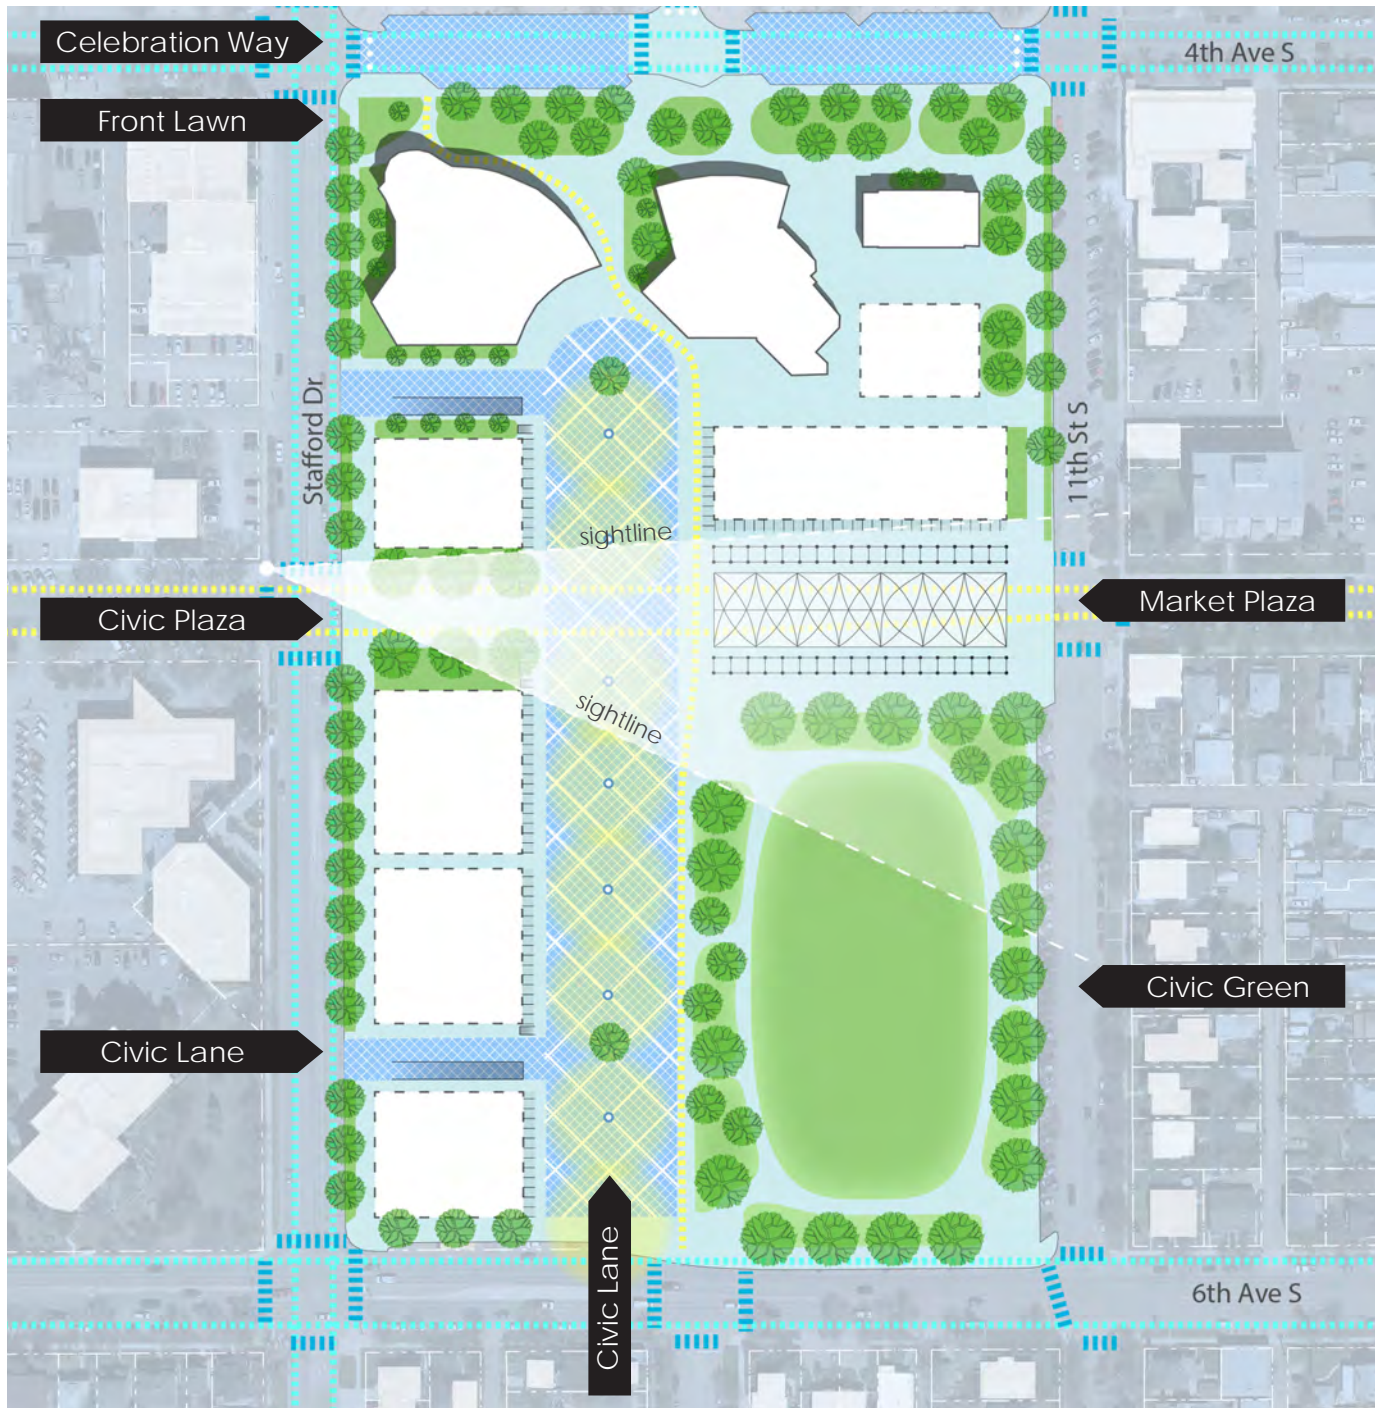 Celebration Way
4th Ave S
Front Lawn
Stafford Dr
11th St S
sightline
Civic Plaza
Market Plaza
sightline
Civic Green
Civic Lane
Civic Lane
6th Ave S